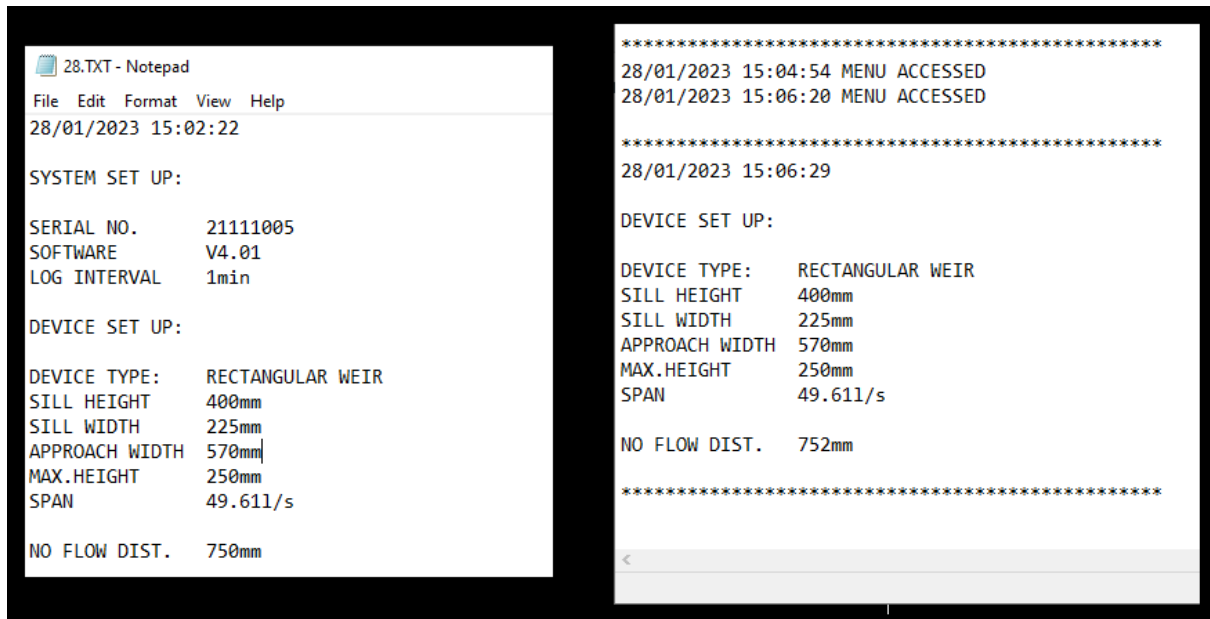 28.TXT - Notepad
File Edit Format View Help
28/01/2023 15:02:22
SYSTEM SET UP:
SERIAL NO. 21111005
SOFTWARE V4.01
LOG INTERVAL 1min
DEVICE SET UP:
DEVICE TYPE: RECTANGULAR WEIR
SILL HEIGHT 400mm
SILL WIDTH 225mm
APPROACH WIDTH 570mm
MAX.HEIGHT 250mm
SPAN 49.61l/s
NO FLOW DIST. 750mm
*************************************************
28/01/2023 15:04:54 MENU ACCESSED
28/01/2023 15:06:20 MENU ACCESSED
*************************************************
28/01/2023 15:06:29
DEVICE SET UP:
DEVICE TYPE: RECTANGULAR WEIR
SILL HEIGHT 400mm
SILL WIDTH 225mm
APPROACH WIDTH 570mm
MAX.HEIGHT 250mm
SPAN 49.61l/s
NO FLOW DIST. 752mm
*************************************************